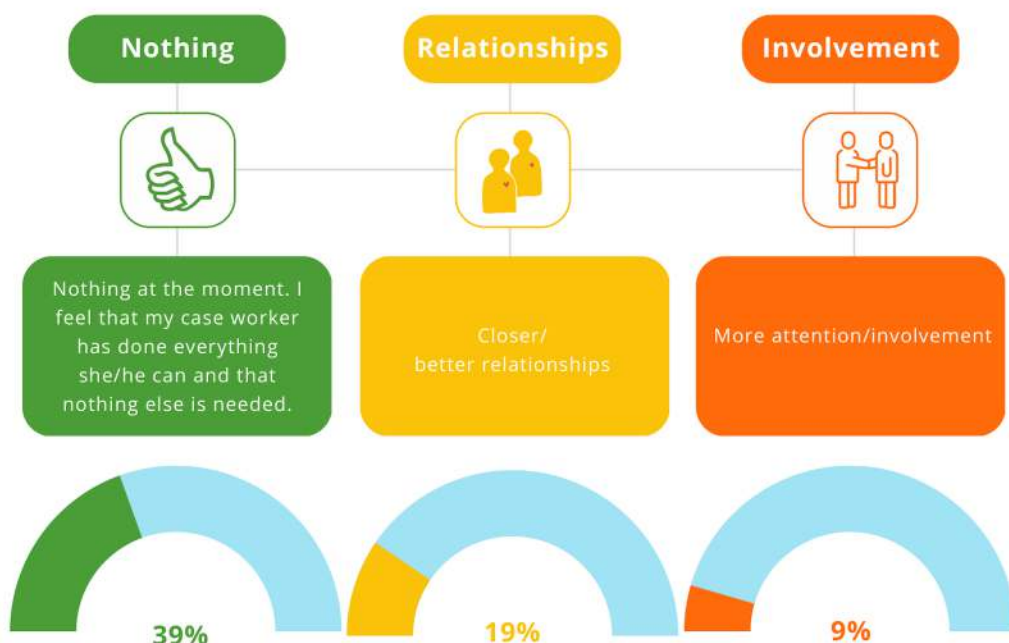 Nothing
Relationships
Involvement
Nothing at the moment. I
feel that my case worker
has done everything
she/he can and that
nothing else is needed.
Closer/
better relationships
More attention/involvement
39%
19%
9%